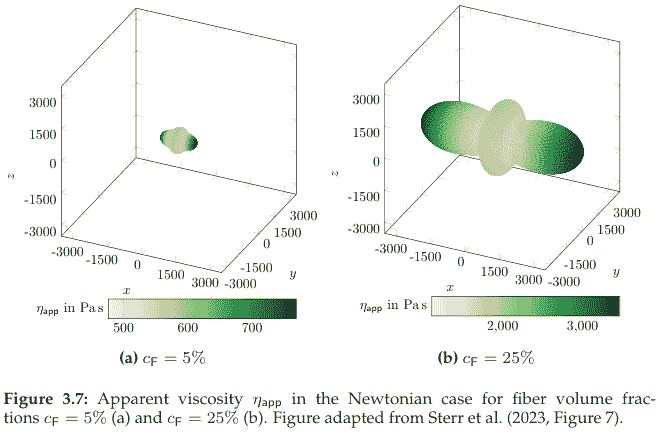 3000
1500
0
−1500
−3000
z
−3000
−1500
0
1500
3000
x
−3000
−1500
0
1500
3000
y
η_app in Pa s
500
600
700
(a) c_F = 5%
3000
1500
0
−1500
−3000
z
−3000
−1500
0
1500
3000
x
−3000
−1500
0
1500
3000
y
η_app in Pa s
2,000
3,000
(b) c_F = 25%
Figure 3.7: Apparent viscosity η_app in the Newtonian case for fiber volume frac-
tions c_F = 5% (a) and c_F = 25% (b). Figure adapted from Sterr et al. (2023, Figure 7).